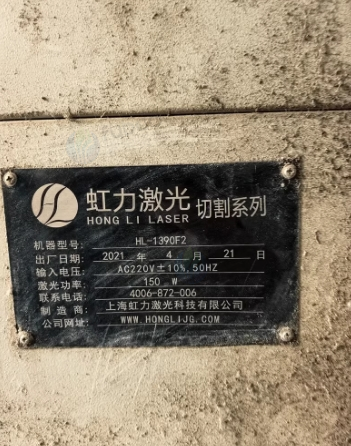 虹力激光 切割系列
HONG LI LASER
机器型号: HL-1390F2
出厂日期: 2021 年 4 月 21 日
输入电压: AC220V±10%.50HZ
激光功率: 150 W
联系电话: 4006-872-006
制造商: 上海虹力激光科技有限公司
公司网址: WWW.HONGLIJG.COM